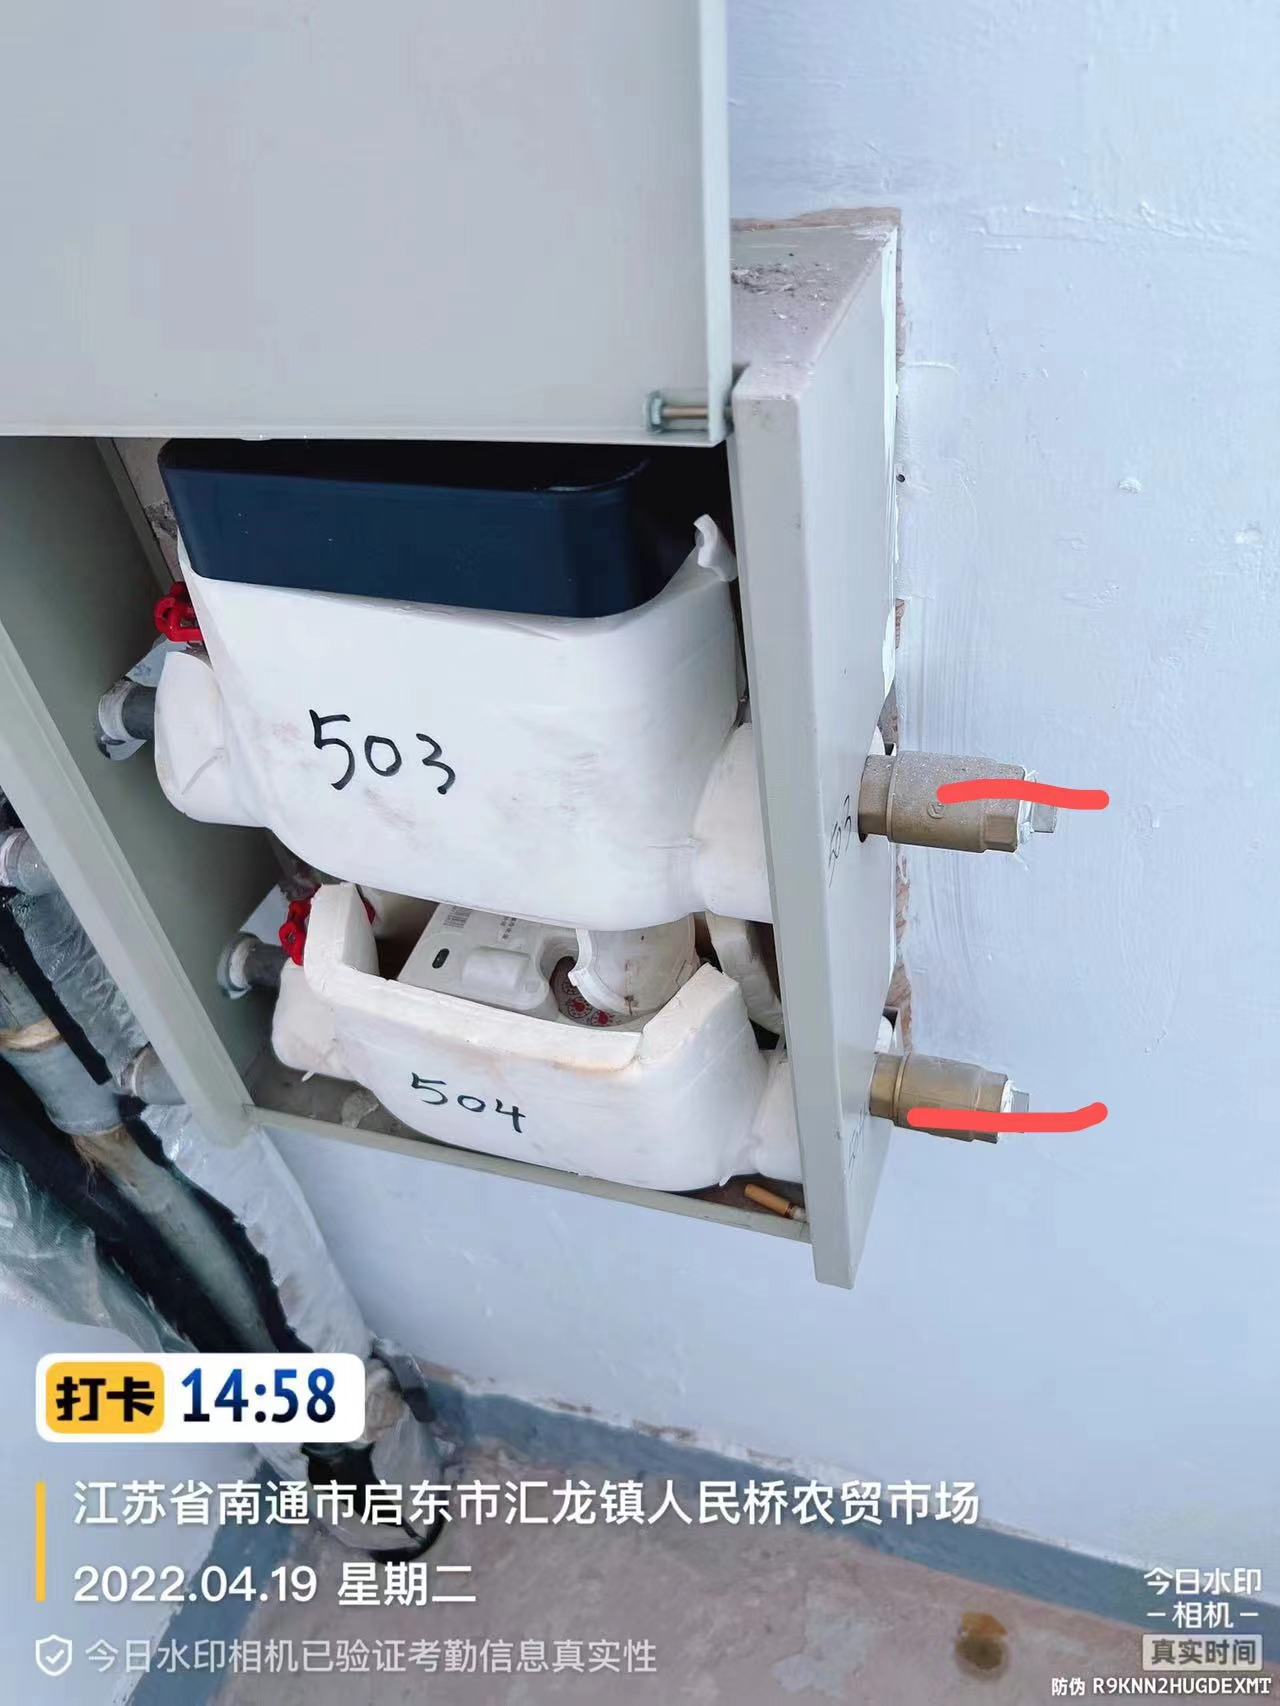 503
503
504
打卡 14:58
江苏省南通市启东市汇龙镇人民桥农贸市场
2022.04.19 星期二
今日水印相机已验证考勤信息真实性
今日水印
-相机-
真实时间
防伪 R9KNN2HUGDEXMT